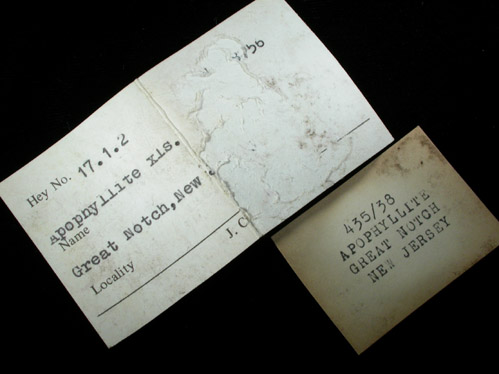 Hey No. 17.1.2
Apophyllite xls.
Name
Great Notch, New
Locality
J. C
435/38
APOPHYLLITE
GREAT NOTCH
NEW JERSEY